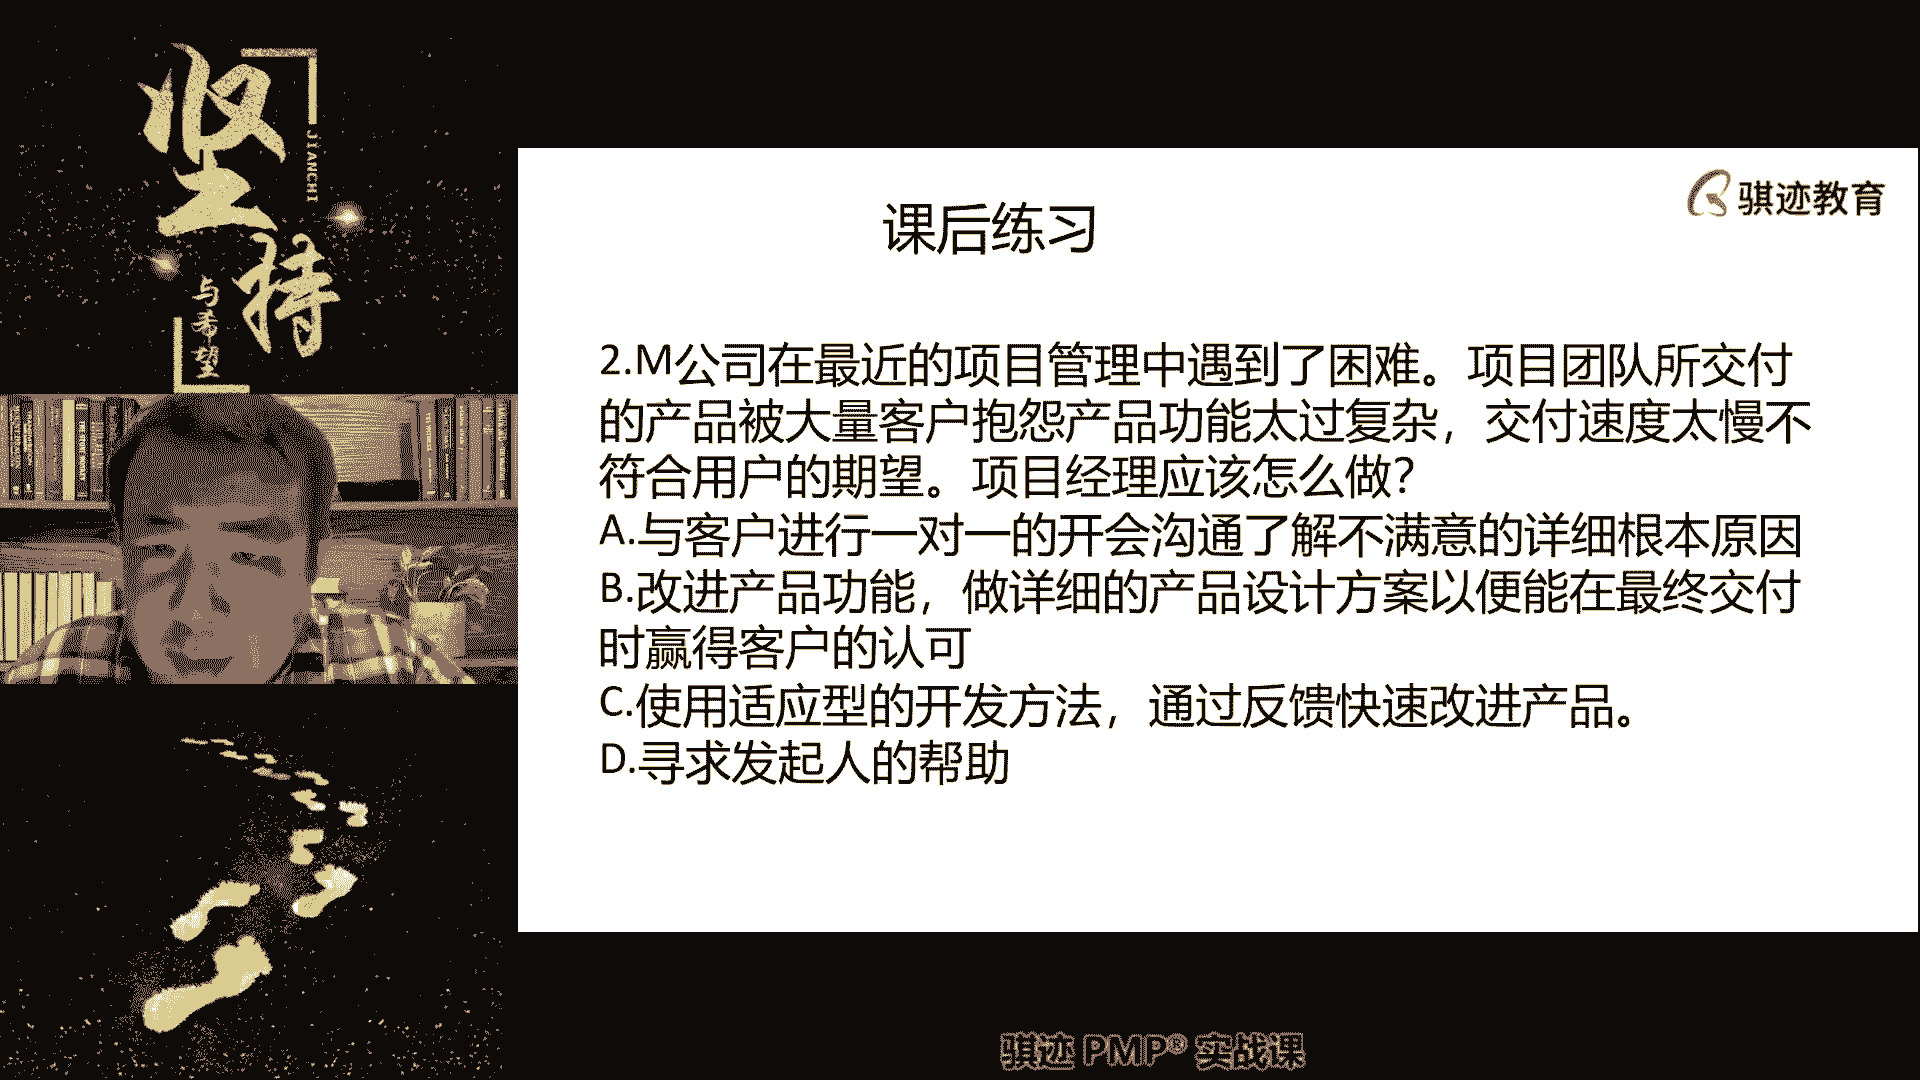 坚持
JIANCHI
与希望
骐迹教育
课后练习
2.M公司在最近的项目管理中遇到了困难。项目团队所交付
的产品被大量客户抱怨产品功能太过复杂，交付速度太慢不
符合用户的期望。项目经理应该怎么做？
A.与客户进行一对一的开会沟通了解不满意的详细根本原因
B.改进产品功能，做详细的产品设计方案以便能在最终交付
时赢得客户的认可
C.使用适应型的开发方法，通过反馈快速改进产品。
D.寻求发起人的帮助
骐迹 PMP® 实战课